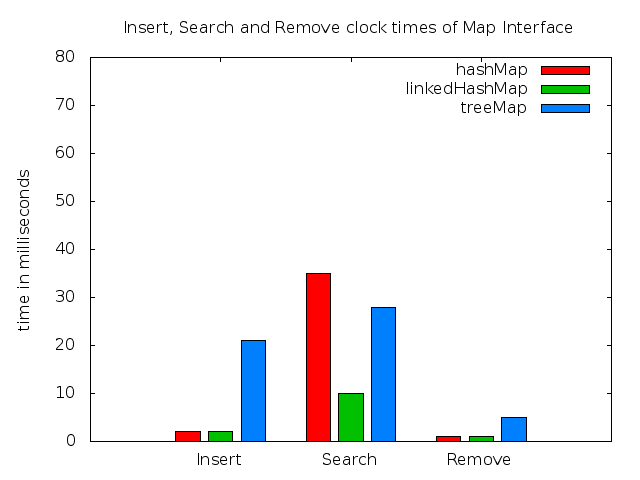 Insert, Search and Remove clock times of Map Interface
80
70
60
50
40
30
20
10
0
time in milliseconds
hashMap
linkedHashMap
treeMap
Insert
Search
Remove